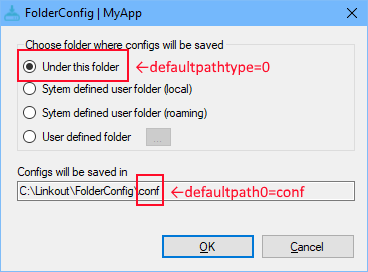 FolderConfig | MyApp
Choose folder where configs will be saved
Under this folder ←defaultpathtype=0
Sytem defined user folder (local)
Sytem defined user folder (roaming)
User defined folder ...
Configs will be saved in
C:\Linkout\FolderConfig\.conf ←defaultpath0=conf
OK Cancel